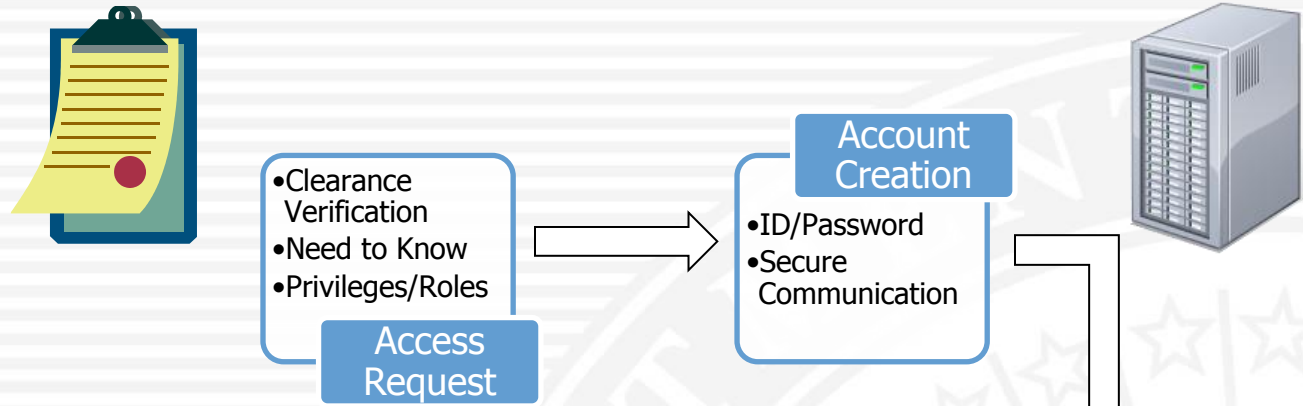 •Clearance
Verification
•Need to Know
•Privileges/Roles
Access
Request
Account
Creation
•ID/Password
•Secure
Communication